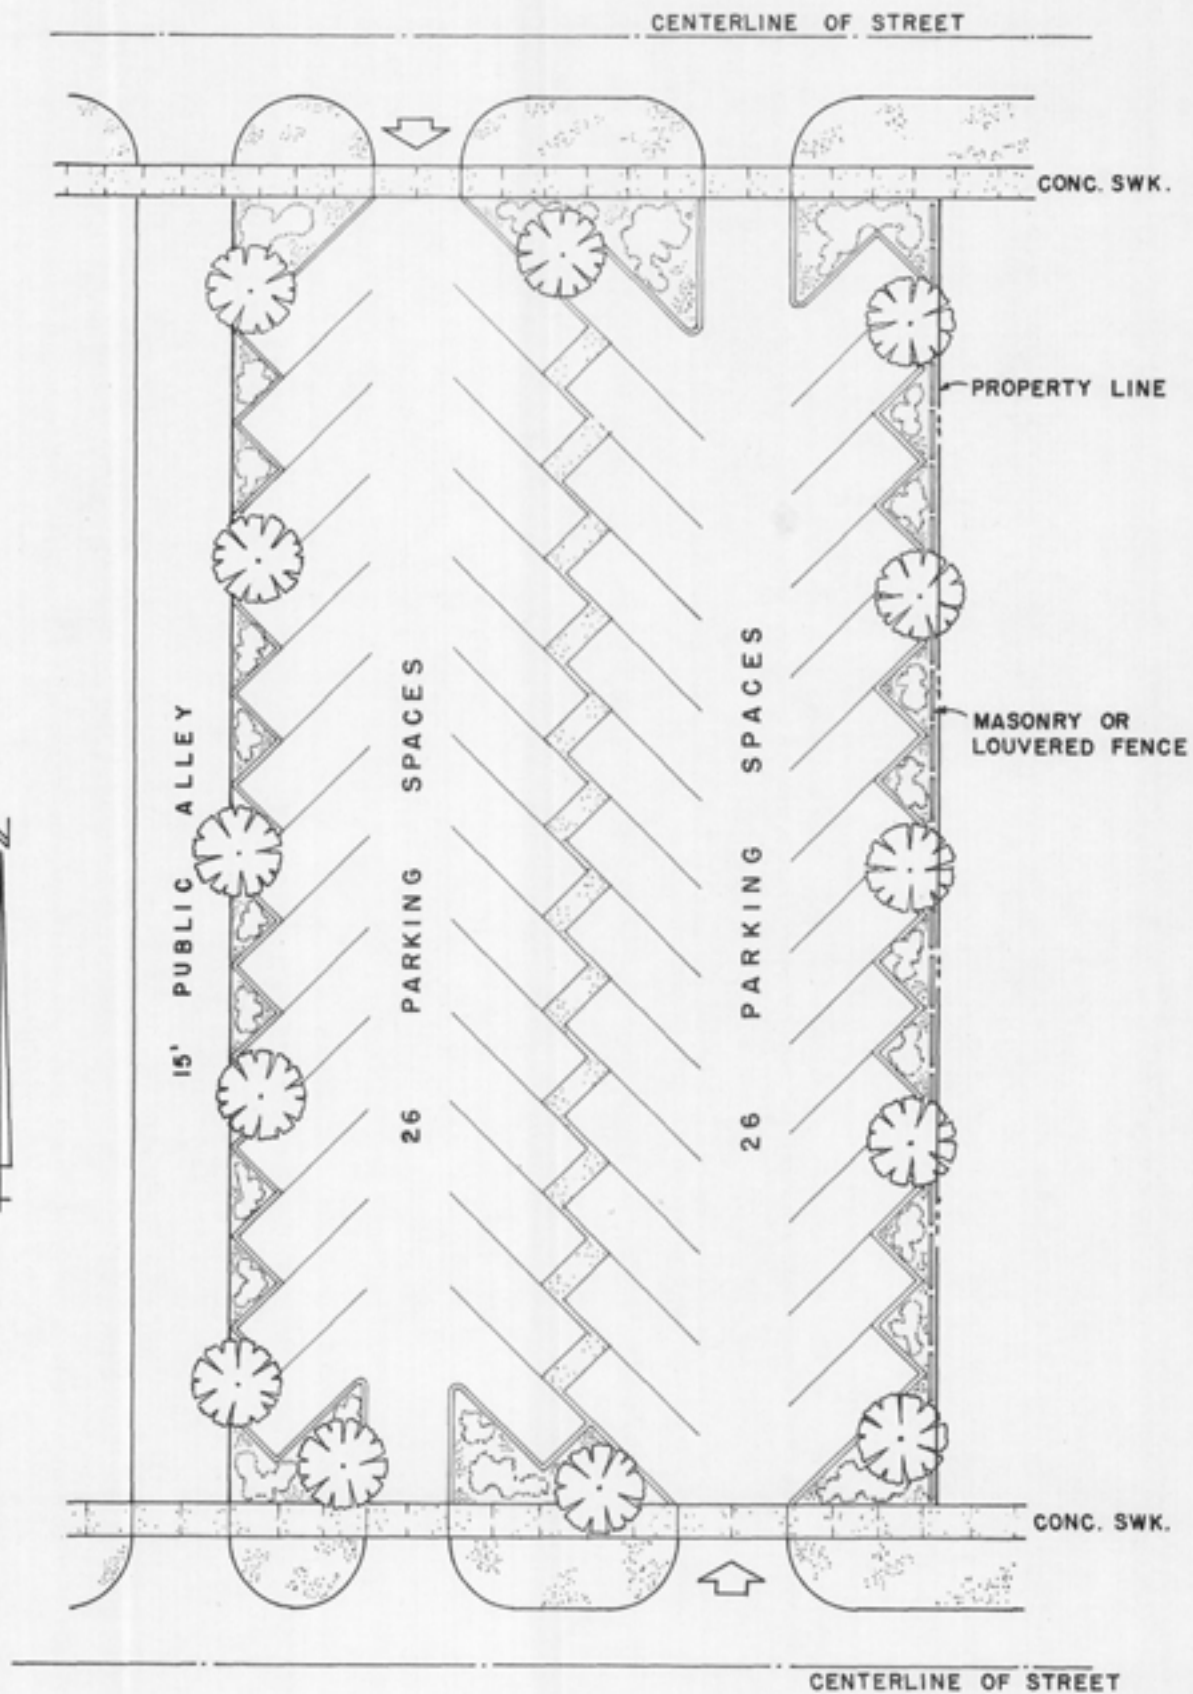 CENTERLINE OF STREET
CONC. SWK.
PROPERTY LINE
MASONRY OR
LOUVERED FENCE
15' PUBLIC ALLEY
26 PARKING SPACES
26 PARKING SPACES
CONC. SWK.
CENTERLINE OF STREET